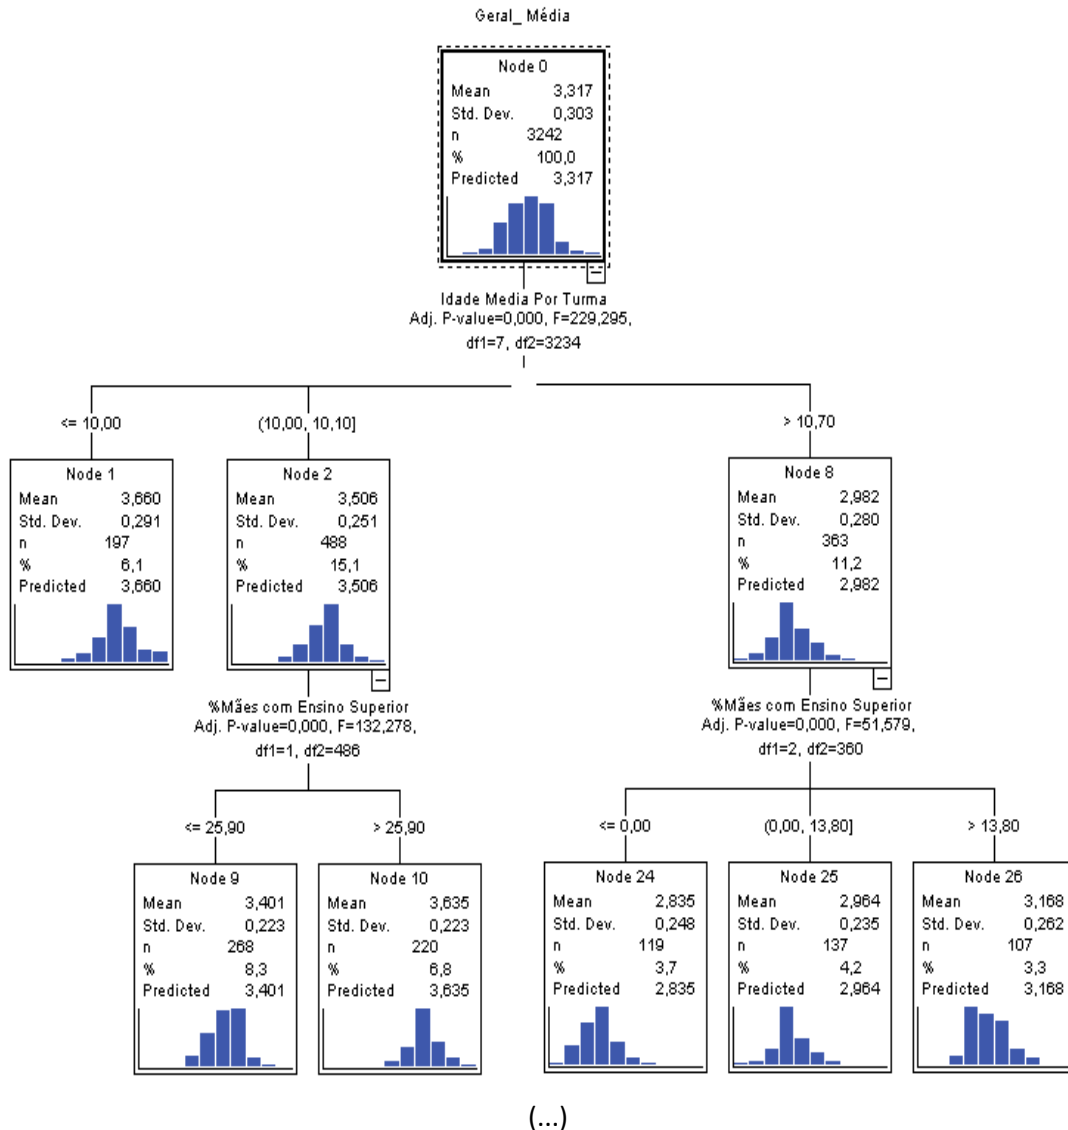 Geral_ Média
Node 0
Mean 3,317
Std. Dev. 0,303
n 3242
% 100,0
Predicted 3,317
Idade Media Por Turma
Adj. P-value=0,000, F=229,295,
df1=7, df2=3234
<= 10,00
(10,00, 10,10]
> 10,70
Node 1
Mean 3,660
Std. Dev. 0,291
n 197
% 6,1
Predicted 3,660
Node 2
Mean 3,506
Std. Dev. 0,251
n 488
% 15,1
Predicted 3,506
Node 8
Mean 2,982
Std. Dev. 0,280
n 363
% 11,2
Predicted 2,982
%Mães com Ensino Superior
Adj. P-value=0,000, F=132,278,
df1=1, df2=486
%Mães com Ensino Superior
Adj. P-value=0,000, F=51,579,
df1=2, df2=360
<= 25,90
> 25,90
<= 0,00
(0,00, 13,80]
> 13,80
Node 9
Mean 3,401
Std. Dev. 0,223
n 268
% 8,3
Predicted 3,401
Node 10
Mean 3,635
Std. Dev. 0,223
n 220
% 6,8
Predicted 3,635
Node 24
Mean 2,835
Std. Dev. 0,248
n 119
% 3,7
Predicted 2,835
Node 25
Mean 2,964
Std. Dev. 0,235
n 137
% 4,2
Predicted 2,964
Node 26
Mean 3,168
Std. Dev. 0,262
n 107
% 3,3
Predicted 3,168
(...)